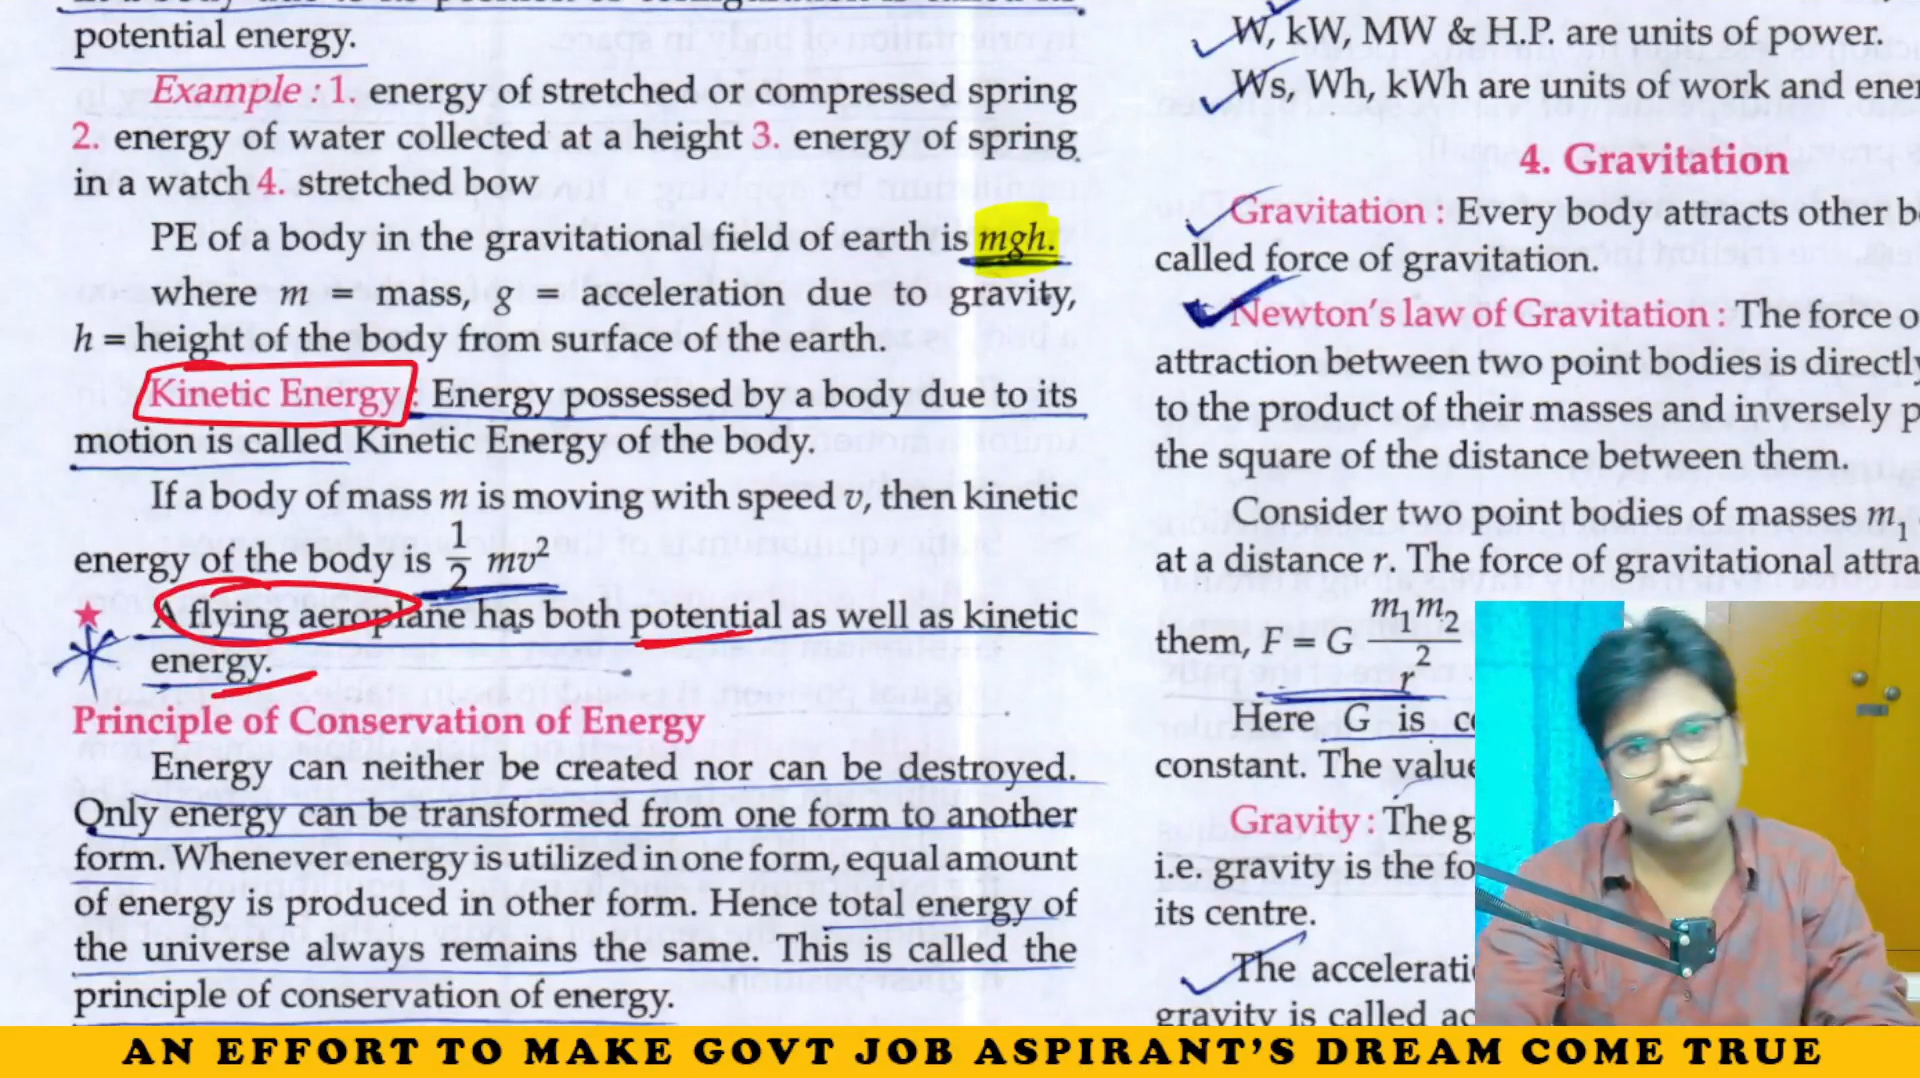 potential energy.
Example : 1. energy of stretched or compressed spring
2. energy of water collected at a height 3. energy of spring
in a watch 4. stretched bow
PE of a body in the gravitational field of earth is mgh.
where m = mass, g = acceleration due to gravity,
h = height of the body from surface of the earth.
Kinetic Energy : Energy possessed by a body due to its
motion is called Kinetic Energy of the body.
If a body of mass m is moving with speed v, then kinetic
energy of the body is 1/2 mv²
A flying aeroplane has both potential as well as kinetic
energy.
Principle of Conservation of Energy
Energy can neither be created nor can be destroyed.
Only energy can be transformed from one form to another
form. Whenever energy is utilized in one form, equal amount
of energy is produced in other form. Hence total energy of
the universe always remains the same. This is called the
principle of conservation of energy.
W, kW, MW & H.P. are units of power.
Ws, Wh, kWh are units of work and ener
4. Gravitation
Gravitation : Every body attracts other b
called force of gravitation.
Newton's law of Gravitation : The force o
attraction between two point bodies is directly
to the product of their masses and inversely p
the square of the distance between them.
Consider two point bodies of masses m₁
at a distance r. The force of gravitational attra
them, F = G m₁m₂/r²
Here G is co
constant. The value
Gravity : The g
i.e. gravity is the fo
its centre.
The accelerati
gravity is called ac
AN EFFORT TO MAKE GOVT JOB ASPIRANT'S DREAM COME TRUE